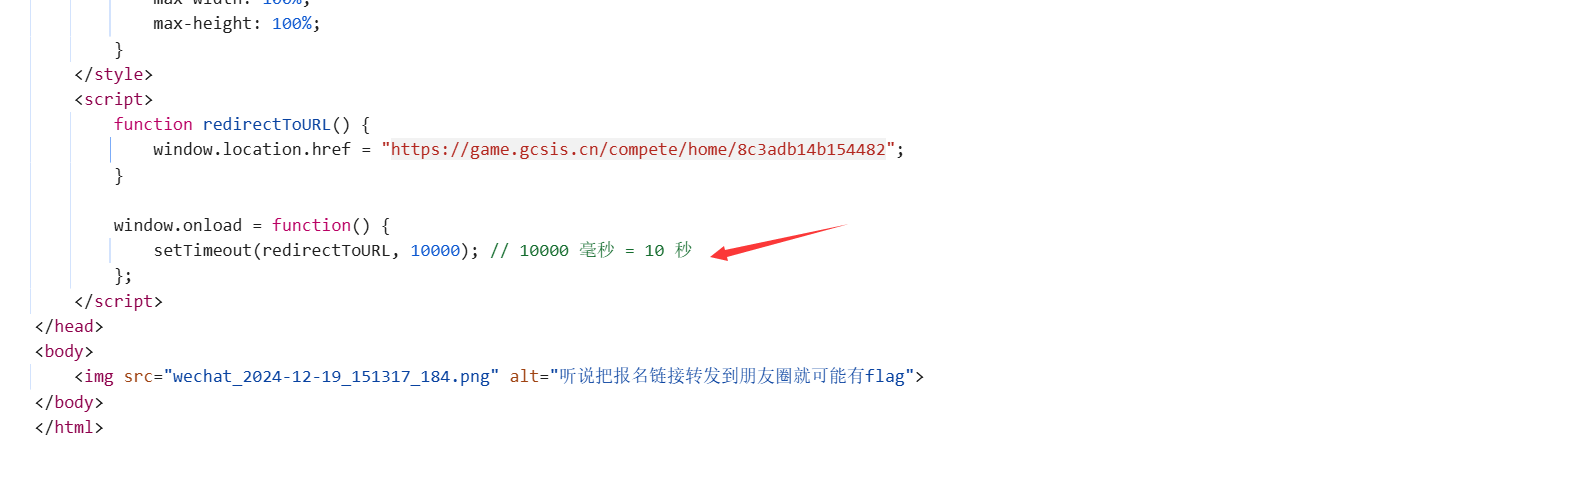 max-width: 100%;
max-height: 100%;
}
</style>
<script>
function redirectToURL() {
window.location.href = "https://game.gcsis.cn/compete/home/8c3adb14b154482";
}
window.onload = function() {
setTimeout(redirectToURL, 10000); // 10000 毫秒 = 10 秒
};
</script>
</head>
<body>
<img src="wechat_2024-12-19_151317_184.png" alt="听说把报名链接转发到朋友圈就可能有flag">
</body>
</html>